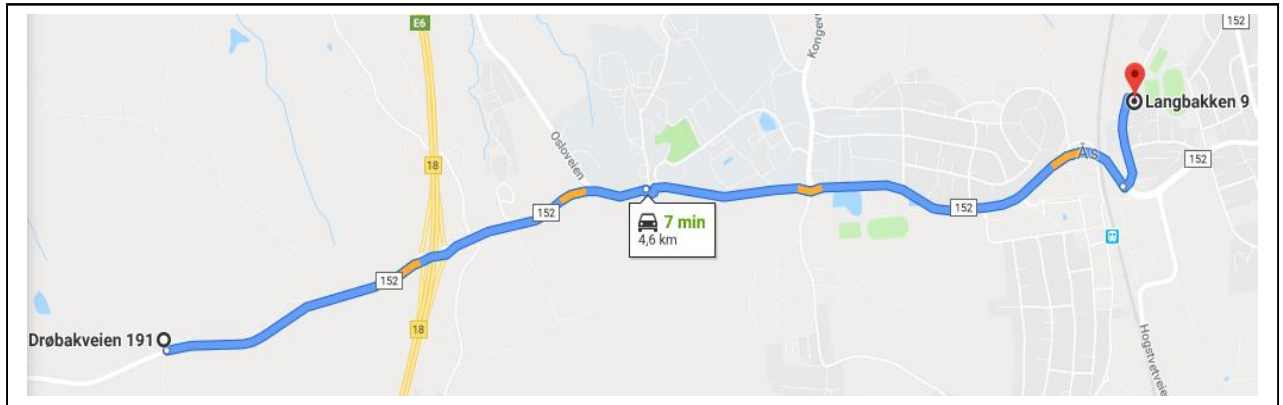 E6
Kongev
152
Langbakken 9
18
Osloveien
Ås
152
152
7 min
4,6 km
152
152
18
Drøbakveien 191
Hogstvetveie